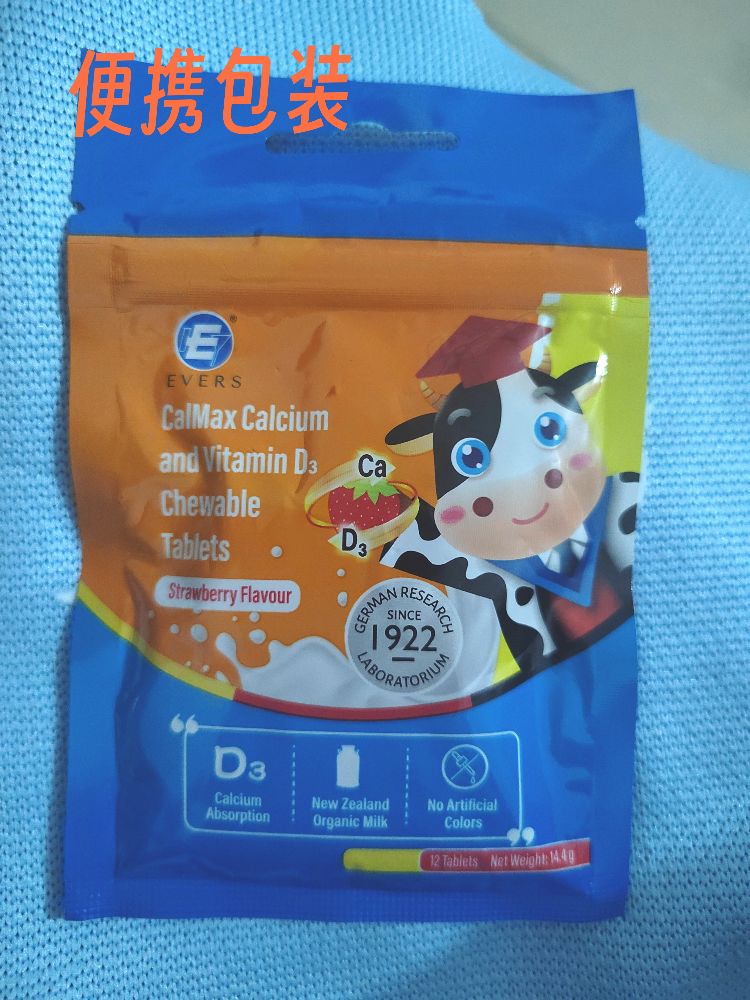 便携包装
E
®
EVERS
CalMax Calcium
and Vitamin D3
Chewable
Tablets
Strawberry Flavour
Ca
D3
GERMAN RESEARCH
SINCE
1922
LABORATORIUM
D3
Calcium
Absorption
New Zealand
Organic Milk
No Artificial
Colors
12 Tablets Net Weight: 14.4g